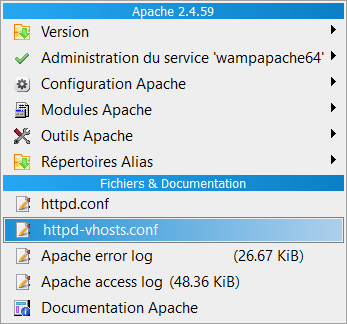 Apache 2.4.59
Version
Administration du service 'wampapache64'
Configuration Apache
Modules Apache
Outils Apache
Répertoires Alias
Fichiers & Documentation
httpd.conf
httpd-vhosts.conf
Apache error log (26.67 KiB)
Apache access log (48.36 KiB)
Documentation Apache